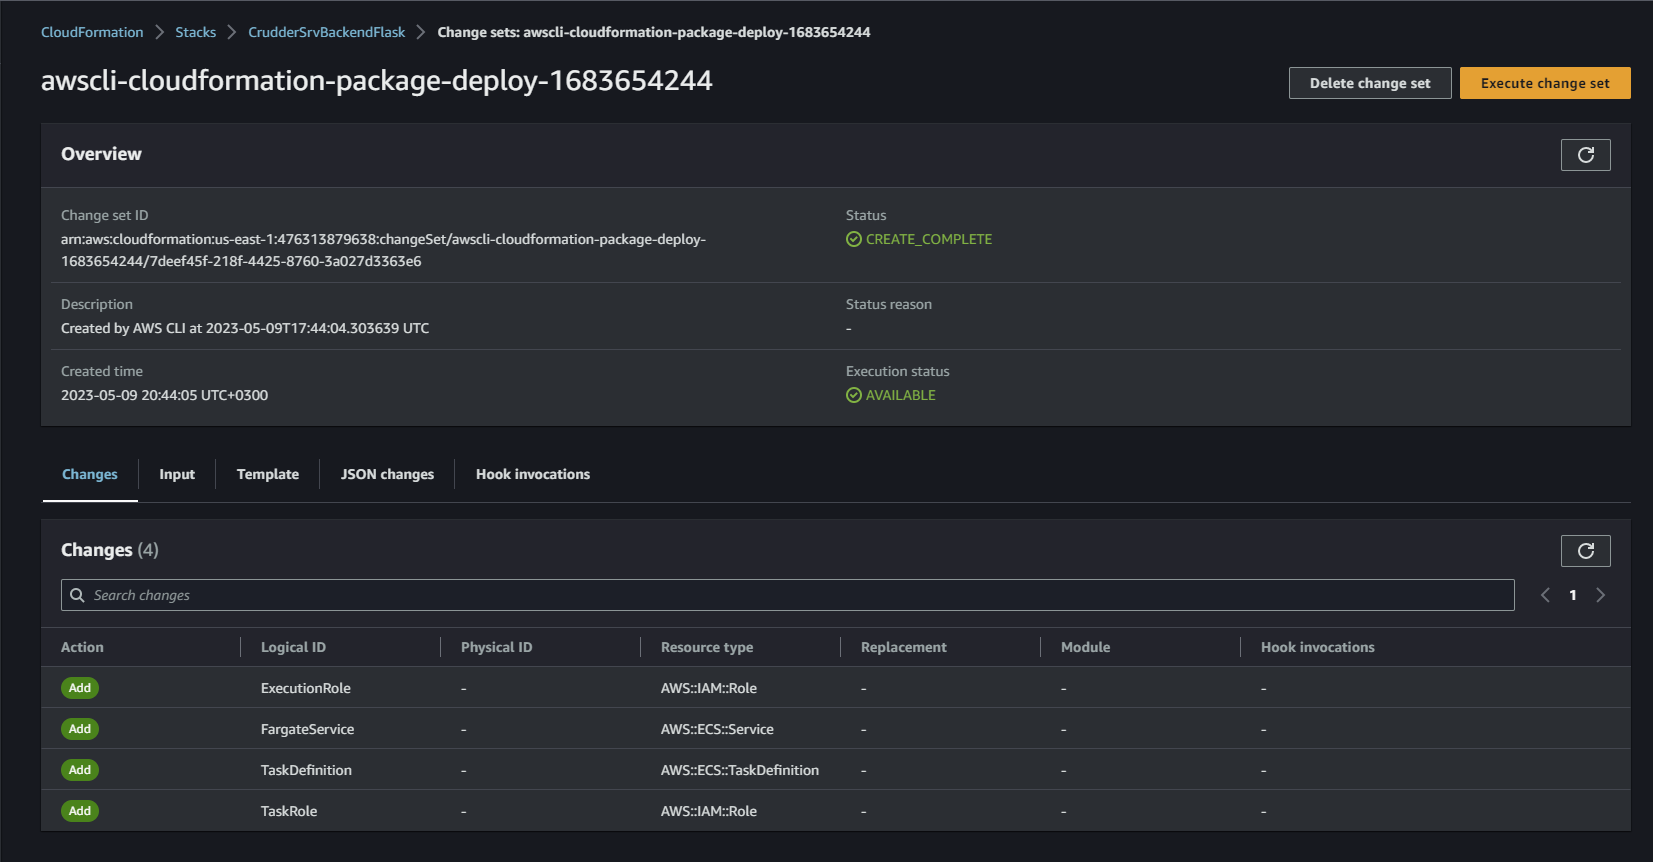 CloudFormation > Stacks > CrudderSrvBackendFlask > Change sets: awscli-cloudformation-package-deploy-1683654244
awscli-cloudformation-package-deploy-1683654244
Delete change set
Execute change set
Overview
Change set ID
arn:aws:cloudformation:us-east-1:476313879638:changeSet/awscli-cloudformation-package-deploy-
1683654244/7deef45f-218f-4425-8760-3a027d3363e6
Status
CREATE_COMPLETE
Description
Created by AWS CLI at 2023-05-09T17:44:04.303639 UTC
Status reason
-
Created time
2023-05-09 20:44:05 UTC+0300
Execution status
AVAILABLE
Changes Input Template JSON changes Hook invocations
Changes (4)
Search changes
1
Action Logical ID Physical ID Resource type Replacement Module Hook invocations
Add ExecutionRole - AWS::IAM::Role - - -
Add FargateService - AWS::ECS::Service - - -
Add TaskDefinition - AWS::ECS::TaskDefinition - - -
Add TaskRole - AWS::IAM::Role - - -